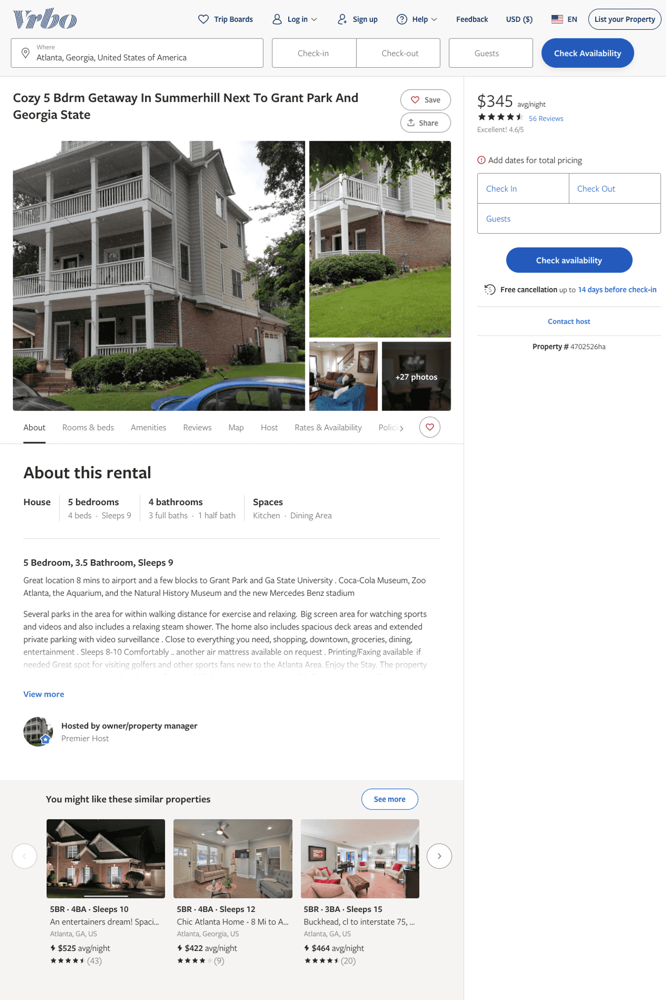 Vrbo
Trip Boards
Log in
Sign up
Help
Feedback
USD ($)
EN
List your Property
Where
Atlanta, Georgia, United States of America
Check-in
Check-out
Guests
Check Availability
Cozy 5 Bdrm Getaway In Summerhill Next To Grant Park And
Georgia State
Save
Share
+27 photos
$345 avg/night
56 Reviews
Excellent! 4.6/5
Add dates for total pricing
Check In
Check Out
Guests
Check availability
Free cancellation up to 14 days before check-in
Contact host
Property # 4702526ha
About
Rooms & beds
Amenities
Reviews
Map
Host
Rates & Availability
Polici
About this rental
House
5 bedrooms
4 beds · Sleeps 9
4 bathrooms
3 full baths · 1 half bath
Spaces
Kitchen · Dining Area
5 Bedroom, 3.5 Bathroom, Sleeps 9
Great location 8 mins to airport and a few blocks to Grant Park and Ga State University . Coca-Cola Museum, Zoo
Atlanta, the Aquarium, and the Natural History Museum and the new Mercedes Benz stadium
Several parks in the area for within walking distance for exercise and relaxing. Big screen area for watching sports
and videos and also includes a relaxing steam shower. The home also includes spacious deck areas and extended
private parking with video surveillance . Close to everything you need, shopping, downtown, groceries, dining,
entertainment . Sleeps 8-10 Comfortably .. another air mattress available on request . Printing/Faxing available if
needed Great spot for visiting golfers and other sports fans new to the Atlanta Area. Enjoy the Stay. The property
View more
Hosted by owner/property manager
Premier Host
You might like these similar properties
See more
5BR · 4BA · Sleeps 10
An entertainers dream! Spaci...
Atlanta, GA, US
$525 avg/night
(43)
5BR · 4BA · Sleeps 12
Chic Atlanta Home - 8 Mi to A...
Atlanta, Georgia, US
$422 avg/night
(9)
5BR · 3BA · Sleeps 15
Buckhead, cl to interstate 75, ...
Atlanta, GA, US
$464 avg/night
(20)